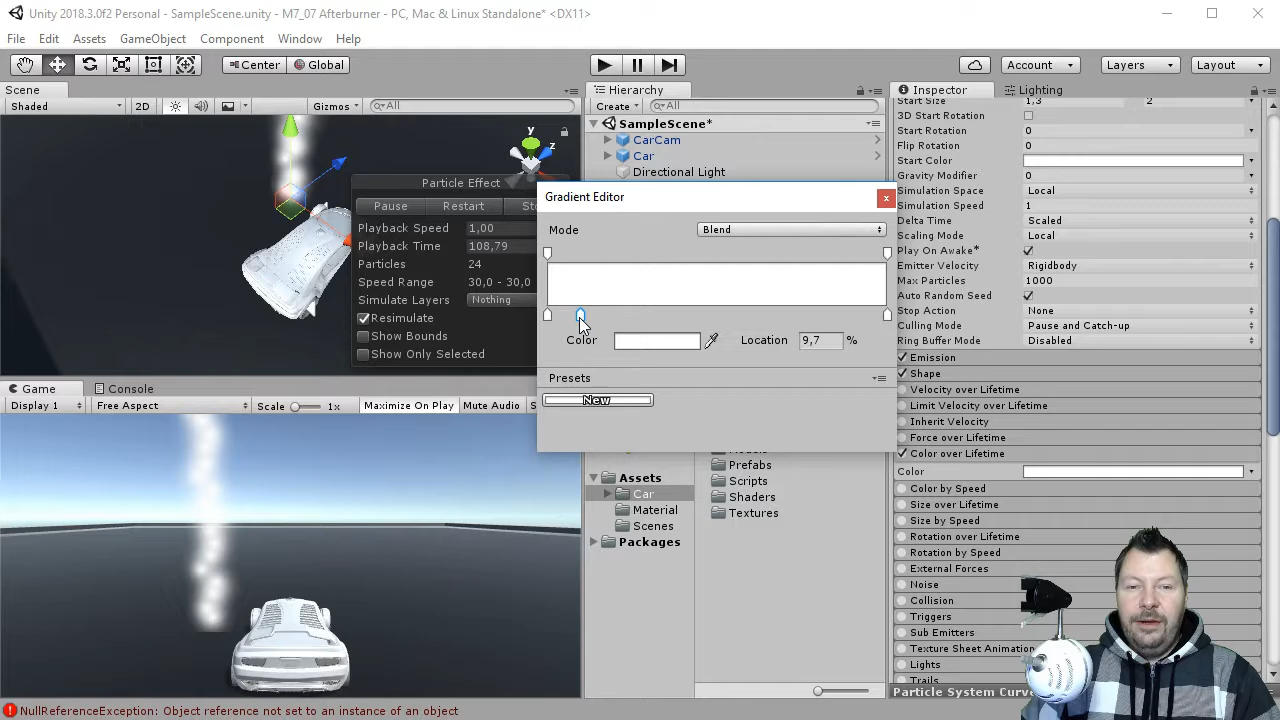 Unity 2018.3.0f2 Personal - SampleScene.unity - M7_07 Afterburner - PC, Mac & Linux Standalone* <DX11>
File Edit Assets GameObject Component Window Help
Center Global Account Layers Layout
Scene
Shaded 2D Gizmos All
Particle Effect
Pause Restart
Playback Speed 1,00
Playback Time 108,79
Particles 24
Speed Range 30,0 - 30,0
Simulate Layers Nothing
Resimulate
Show Bounds
Show Only Selected
y
z
Game Console
Display 1 Free Aspect Scale 1x Maximize On Play Mute Audio
Hierarchy
Create All
SampleScene*
CarCam
Car
Directional Light
Gradient Editor
x
Mode Blend
Color Location 9,7 %
Presets
New
Assets
Car
Material
Scenes
Packages
Prefabs
Scripts
Shaders
Textures
Inspector Lighting
Start Size 1,3 2
3D Start Rotation
Start Rotation 0
Flip Rotation 0
Start Color
Gravity Modifier 0
Simulation Space Local
Simulation Speed 1
Delta Time Scaled
Scaling Mode Local
Play On Awake*
Emitter Velocity Rigidbody
Max Particles 1000
Auto Random Seed
Stop Action None
Culling Mode Pause and Catch-up
Ring Buffer Mode Disabled
Emission
Shape
Velocity over Lifetime
Limit Velocity over Lifetime
Inherit Velocity
Force over Lifetime
Color over Lifetime
Color
Color by Speed
Size over Lifetime
Size by Speed
Rotation over Lifetime
Rotation by Speed
External Forces
Noise
Collision
Triggers
Sub Emitters
Texture Sheet Animation
Lights
Trails
Particle System Curves
NullReferenceException: Object reference not set to an instance of an object